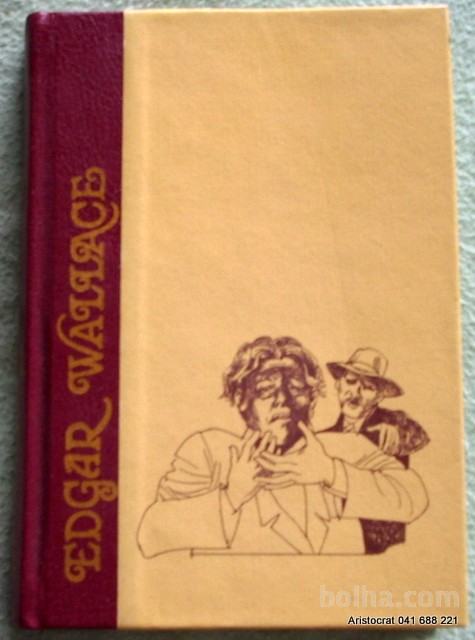 EDGAR WALLACE
bolha.com
Aristocrat 041 688 221